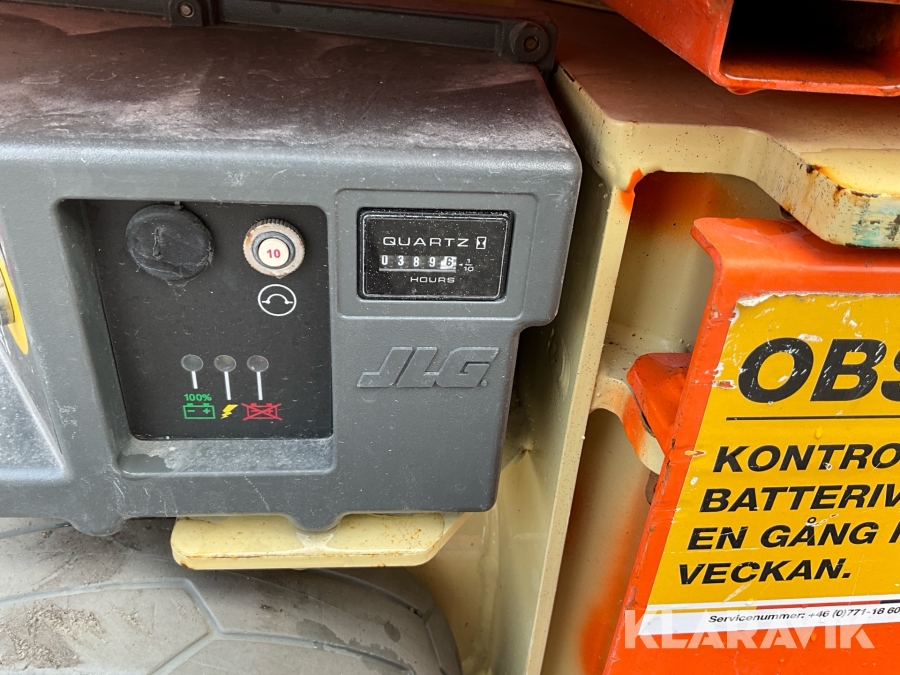 QUARTZ
03896 1/10
HOURS
10
JLG
100%
OBS
KONTRO
BATTERIV
EN GÅNG
VECKAN.
Servicenummer: +46 (0)771-18 60
KLARAVIK